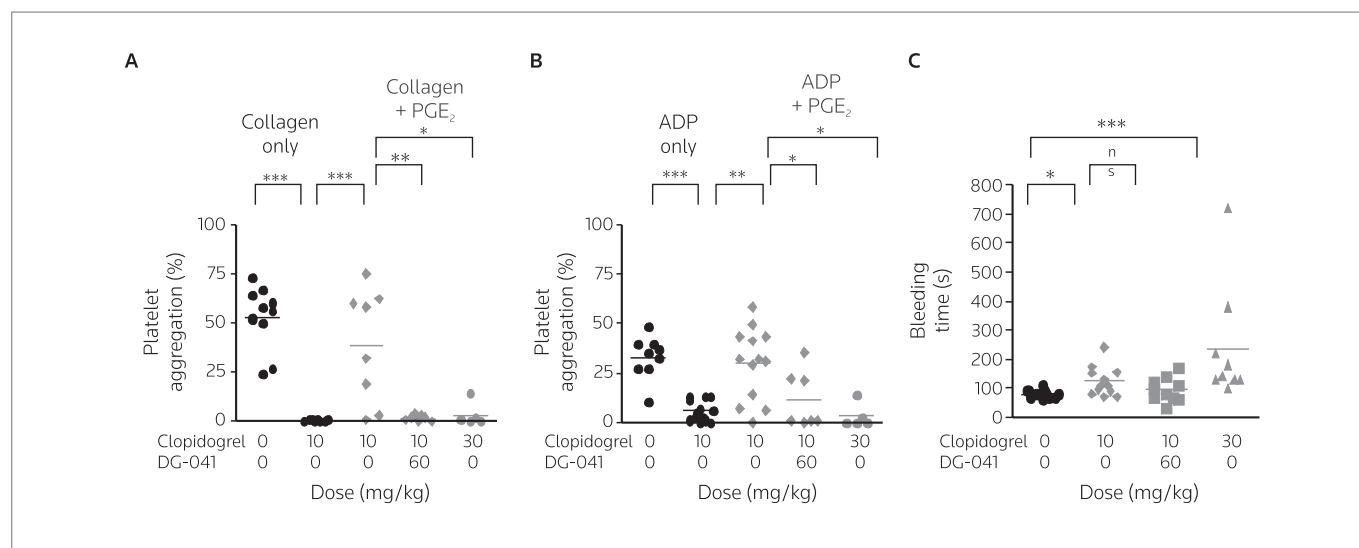 A
Collagen
only
Collagen
+ PGE₂
***
***
**
*
Platelet
aggregation (%)
100
75
50
25
0
Clopidogrel 0 10 10 10 30
DG-041 0 0 0 60 0
Dose (mg/kg)
B
ADP
only
ADP
+ PGE₂
***
**
*
*
Platelet
aggregation (%)
100
75
50
25
0
Clopidogrel 0 10 10 10 30
DG-041 0 0 0 60 0
Dose (mg/kg)
C
***
*
n
s
Bleeding
time (s)
800
700
600
500
400
300
200
100
0
Clopidogrel 0 10 10 30
DG-041 0 0 60 0
Dose (mg/kg)